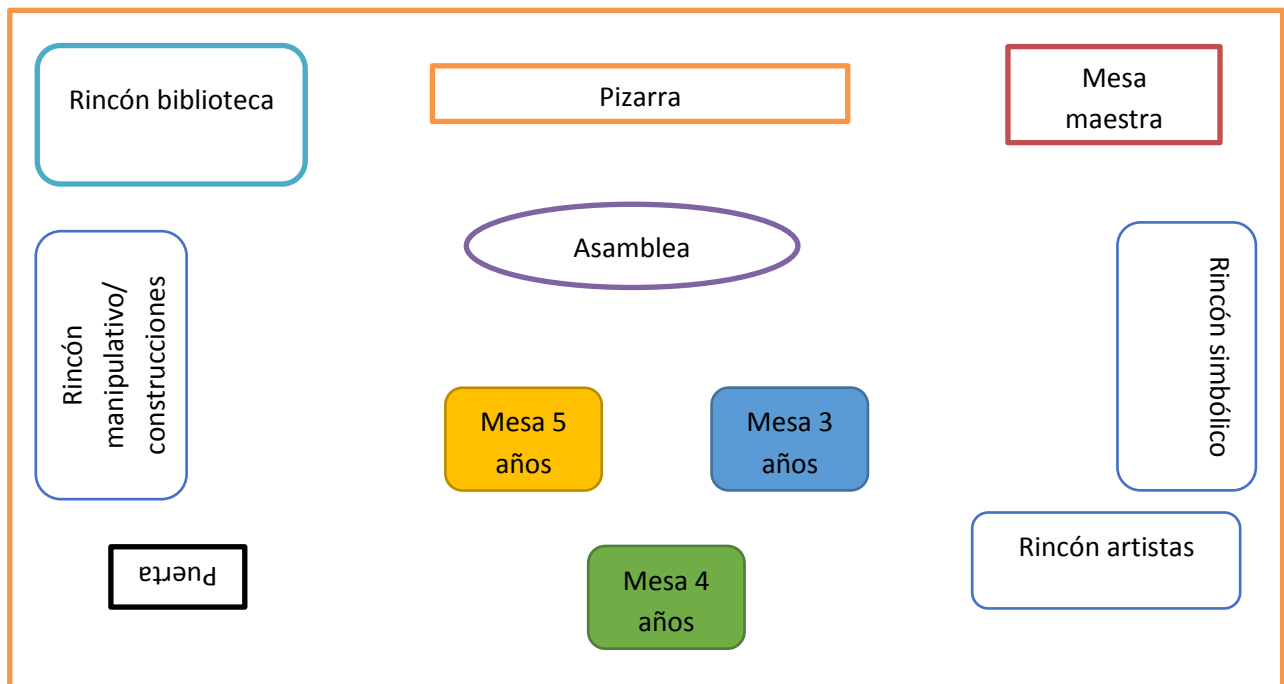 Rincón biblioteca
Pizarra
Mesa
maestra
Asamblea
Rincón
manipulativo/
construcciones
Rincón simbólico
Mesa 5
años
Mesa 3
años
Rincón artistas
Puerta
Mesa 4
años